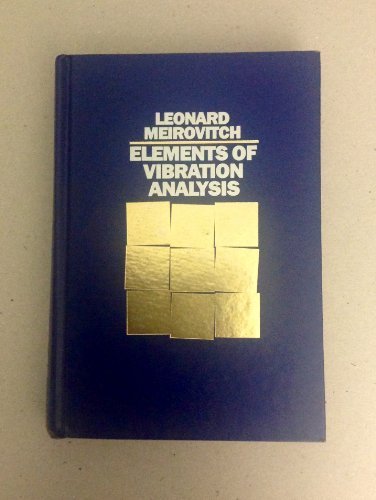 LEONARD
MEIROVITCH
ELEMENTS OF
VIBRATION
ANALYSIS